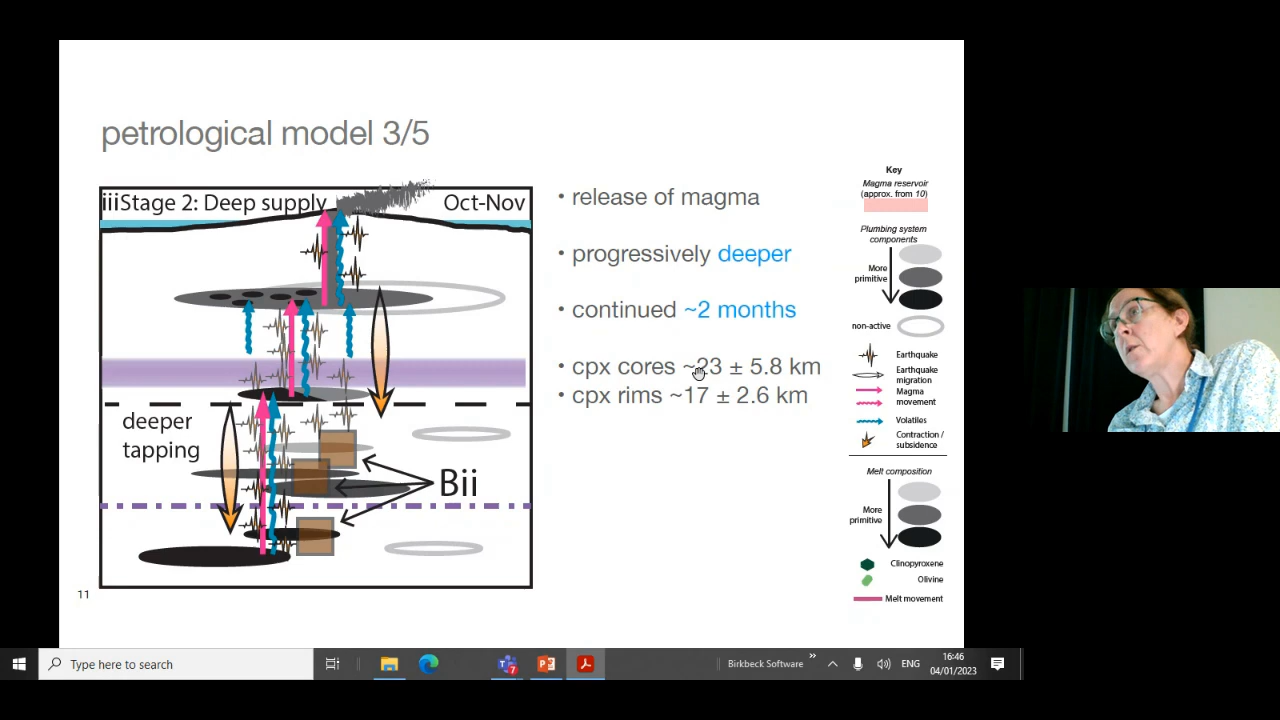 petrological model 3/5
iiiStage 2: Deep supply
Oct-Nov
deeper
tapping
Bii
• release of magma
• progressively deeper
• continued ~2 months
• cpx cores ~23 ± 5.8 km
• cpx rims ~17 ± 2.6 km
Key
Magma reservoir
(approx. from 10)
Plumbing system
components
More
primitive
non-active
Earthquake
Earthquake
migration
Magma
movement
Volatiles
Contraction /
subsidence
Melt composition
More
primitive
Clinopyroxene
Olivine
Melt movement
11
Type here to search
7
Birkbeck Software
ENG
16:46
04/01/2023